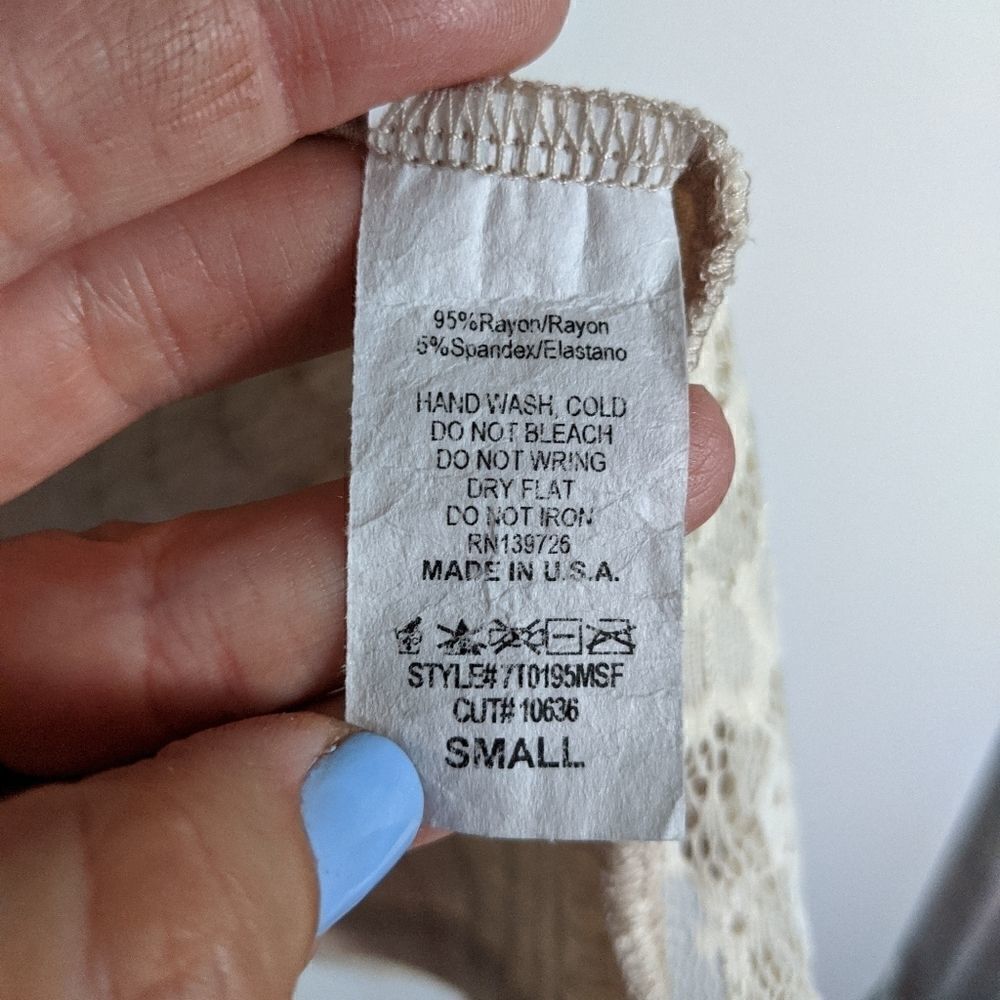 95%Rayon/Rayon
5%Spandex/Elastano
HAND WASH, COLD
DO NOT BLEACH
DO NOT WRING
DRY FLAT
DO NOT IRON
RN139726
MADE IN U.S.A.
STYLE# 7T0195MSF
CUT# 10636
SMALL